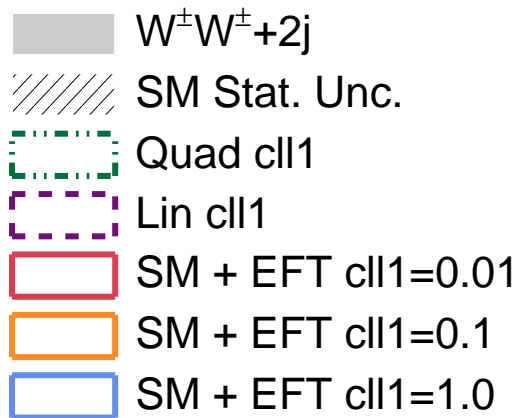 W±W±+2j
SM Stat. Unc.
Quad cll1
Lin cll1
SM + EFT cll1=0.01
SM + EFT cll1=0.1
SM + EFT cll1=1.0